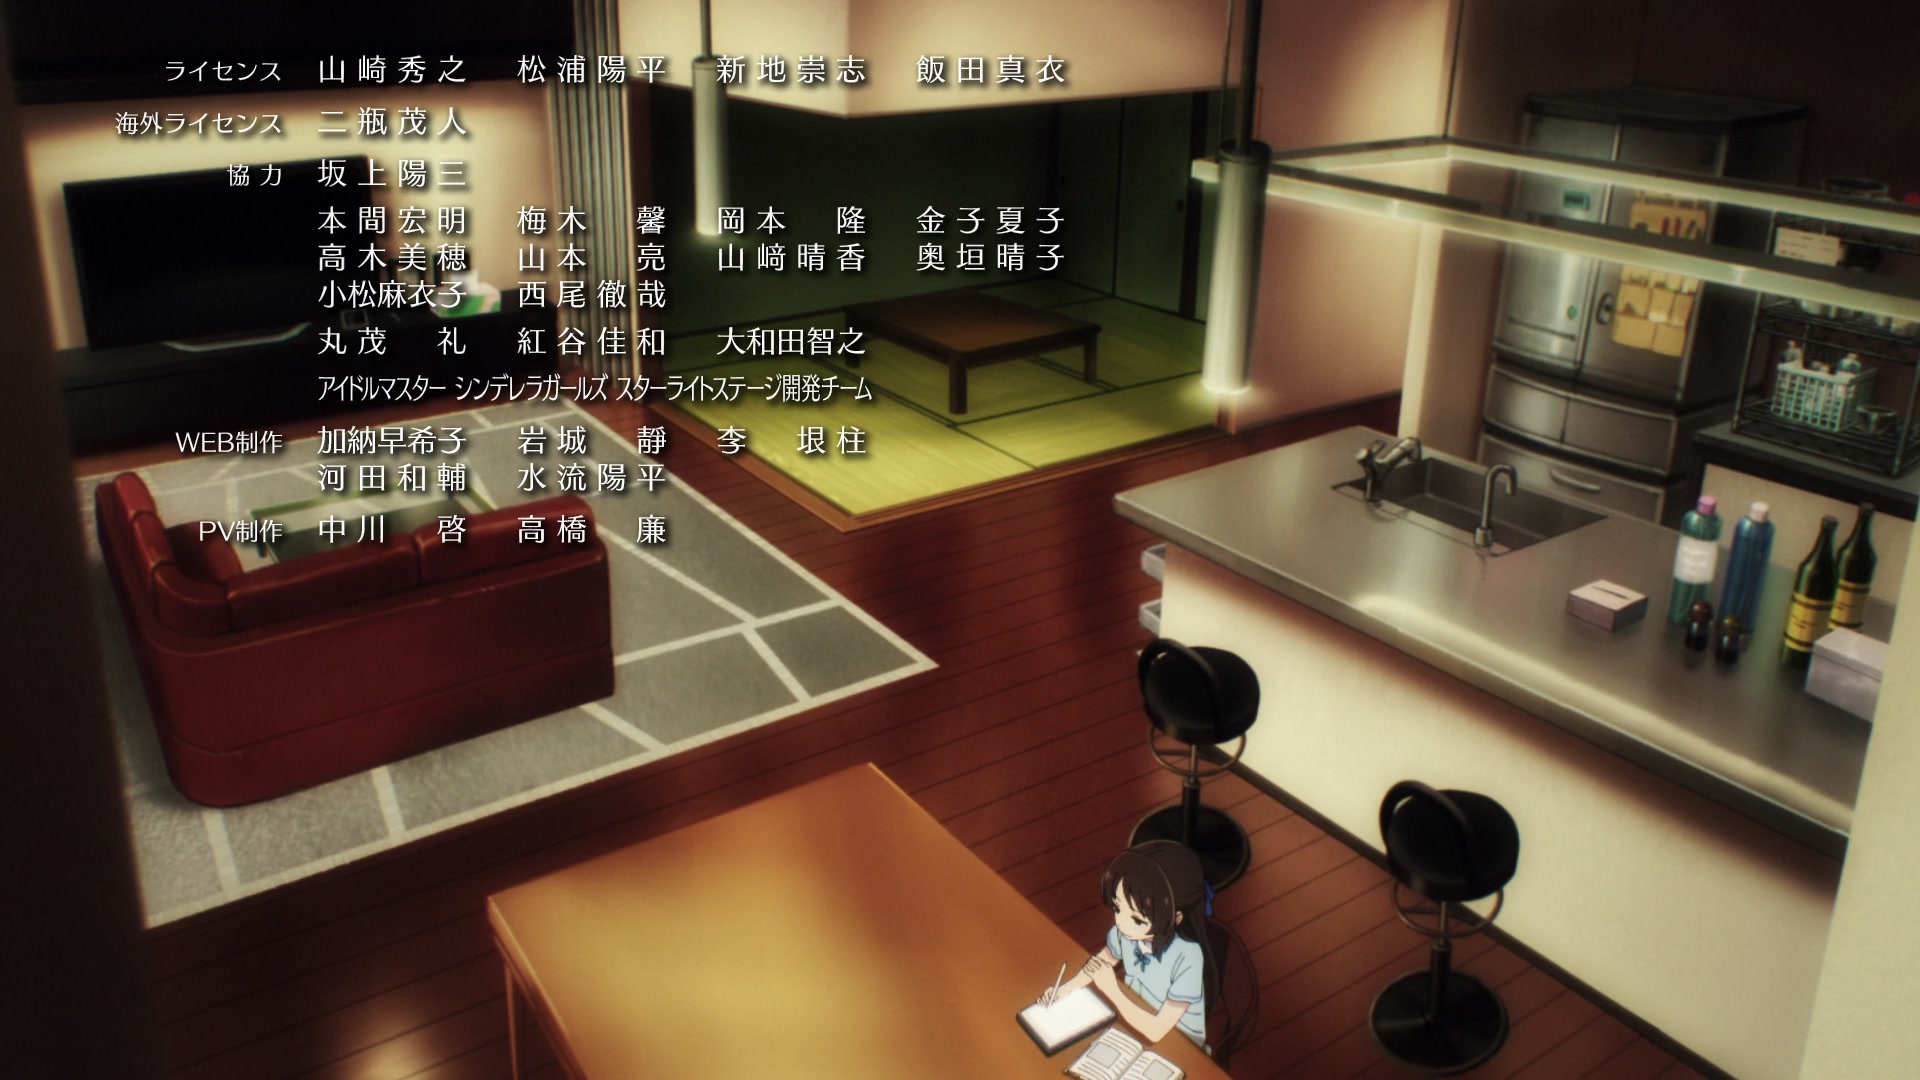 ライセンス 山崎秀之 松浦陽平 新地崇志 飯田真衣
海外ライセンス 二瓶茂人
協力 坂上陽三
本間宏明 梅木馨 岡本隆 金子夏子
高木美穂 山本亮 山﨑晴香 奥垣晴子
小松麻衣子 西尾徹哉
丸茂礼 紅谷佳和 大和田智之
アイドルマスター シンデレラガールズ スターライトステージ開発チーム
WEB制作 加納早希子 岩城靜 李垠柱
河田和輔 水流陽平
PV制作 中川啓 高橋廉